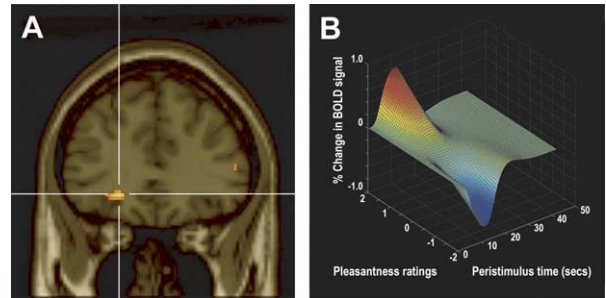 A
B
% Change in BOLD signal
1.0
0
-1.0
2
1
0
-1
-2
0
10
20
30
40
50
Pleasantness ratings
Peristimulus time (secs)